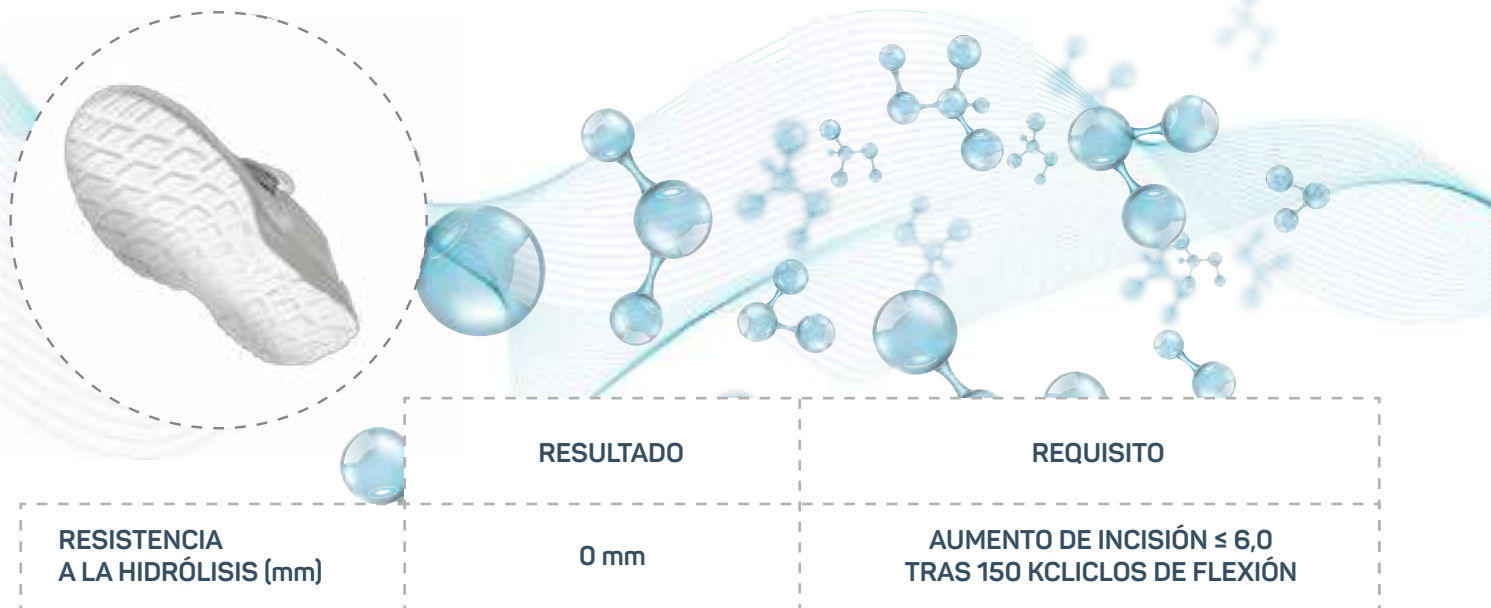 RESULTADO
REQUISITO
RESISTENCIA
A LA HIDRÓLISIS (mm)
0 mm
AUMENTO DE INCISIÓN ≤ 6,0
TRAS 150 KCLICLOS DE FLEXIÓN